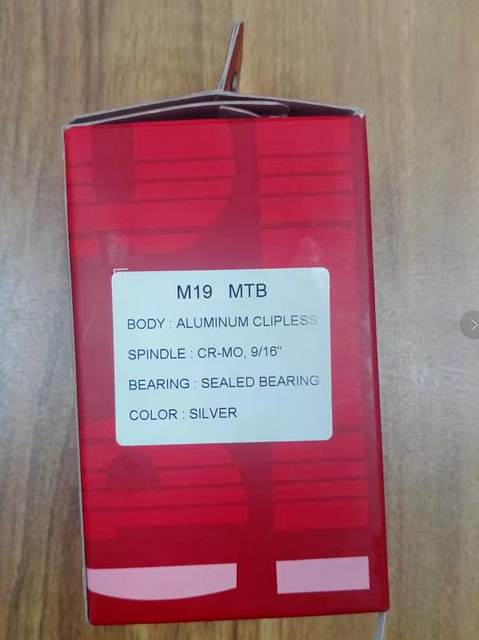 M19 MTB
BODY : ALUMINUM CLIPLESS
SPINDLE : CR-MO, 9/16"
BEARING : SEALED BEARING
COLOR : SILVER